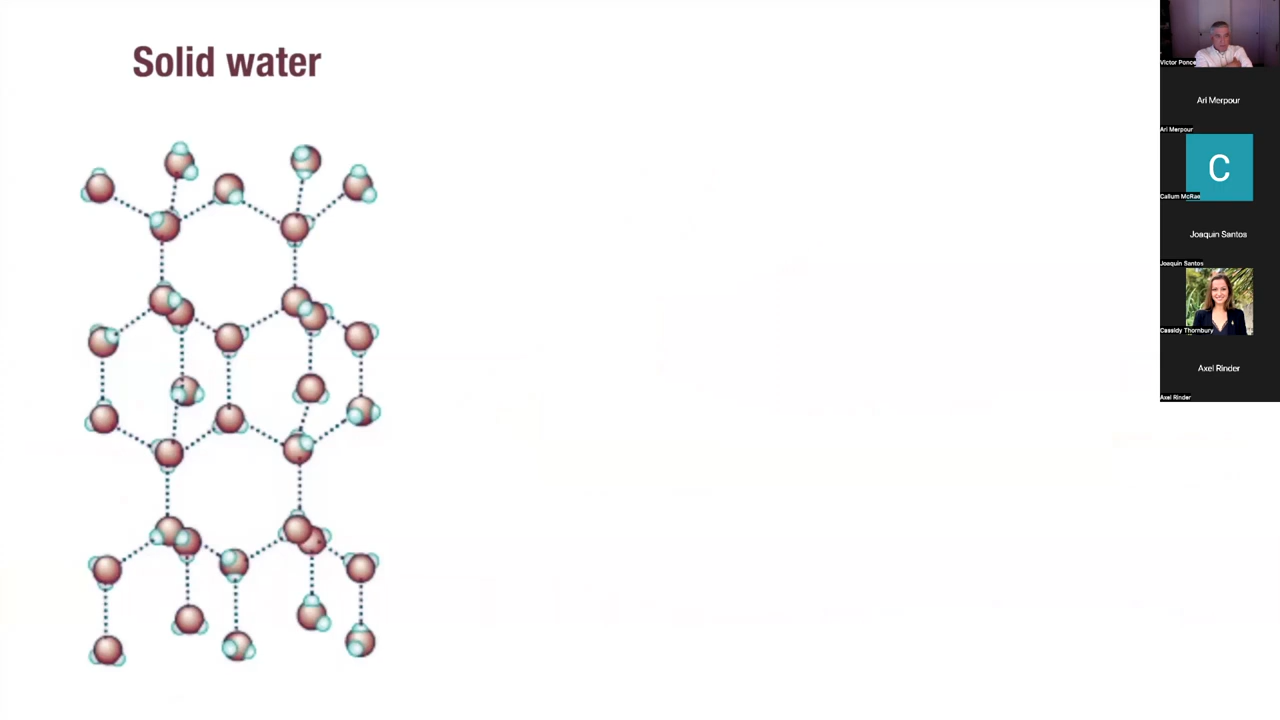 Solid water
Victor Ponce
Ari Merpour
Ari Merpour
C
Callum McRae
Joaquin Santos
Joaquin Santos
Cassidy Thornbury
Axel Rinder
Axel Rinder